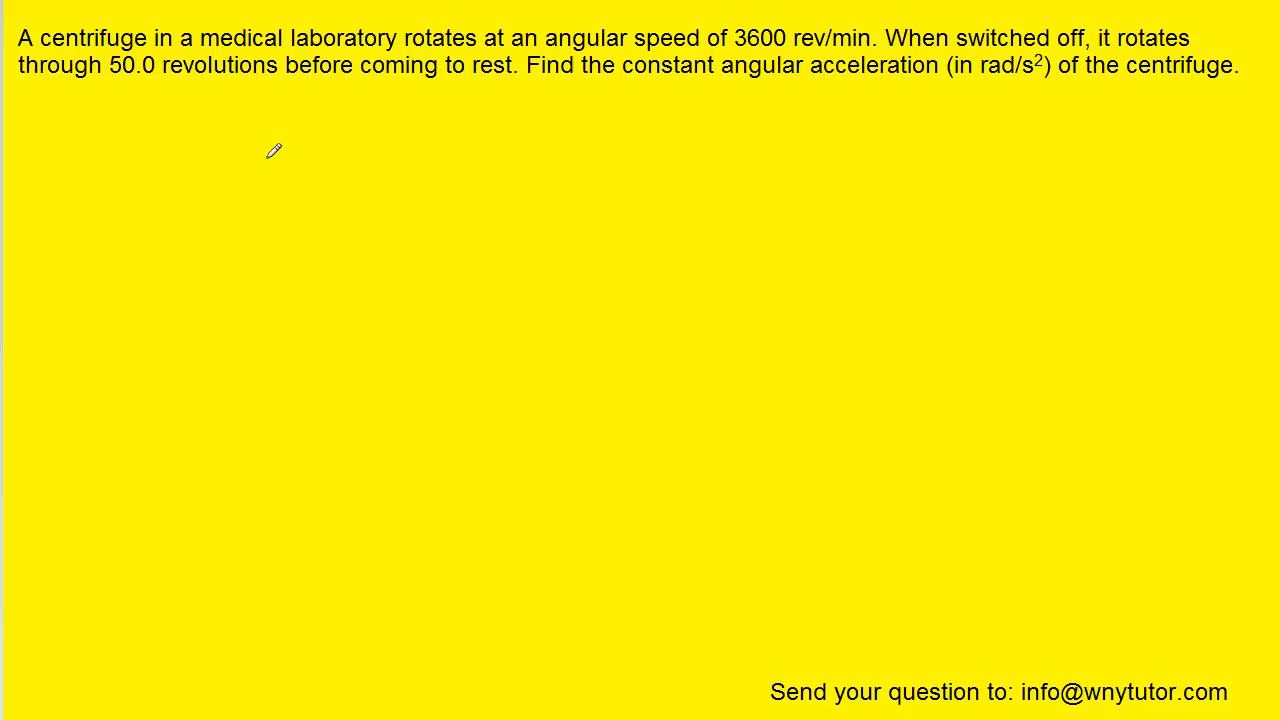 A centrifuge in a medical laboratory rotates at an angular speed of 3600 rev/min. When switched off, it rotates
through 50.0 revolutions before coming to rest. Find the constant angular acceleration (in rad/s²) of the centrifuge.
Send your question to: info@wnytutor.com